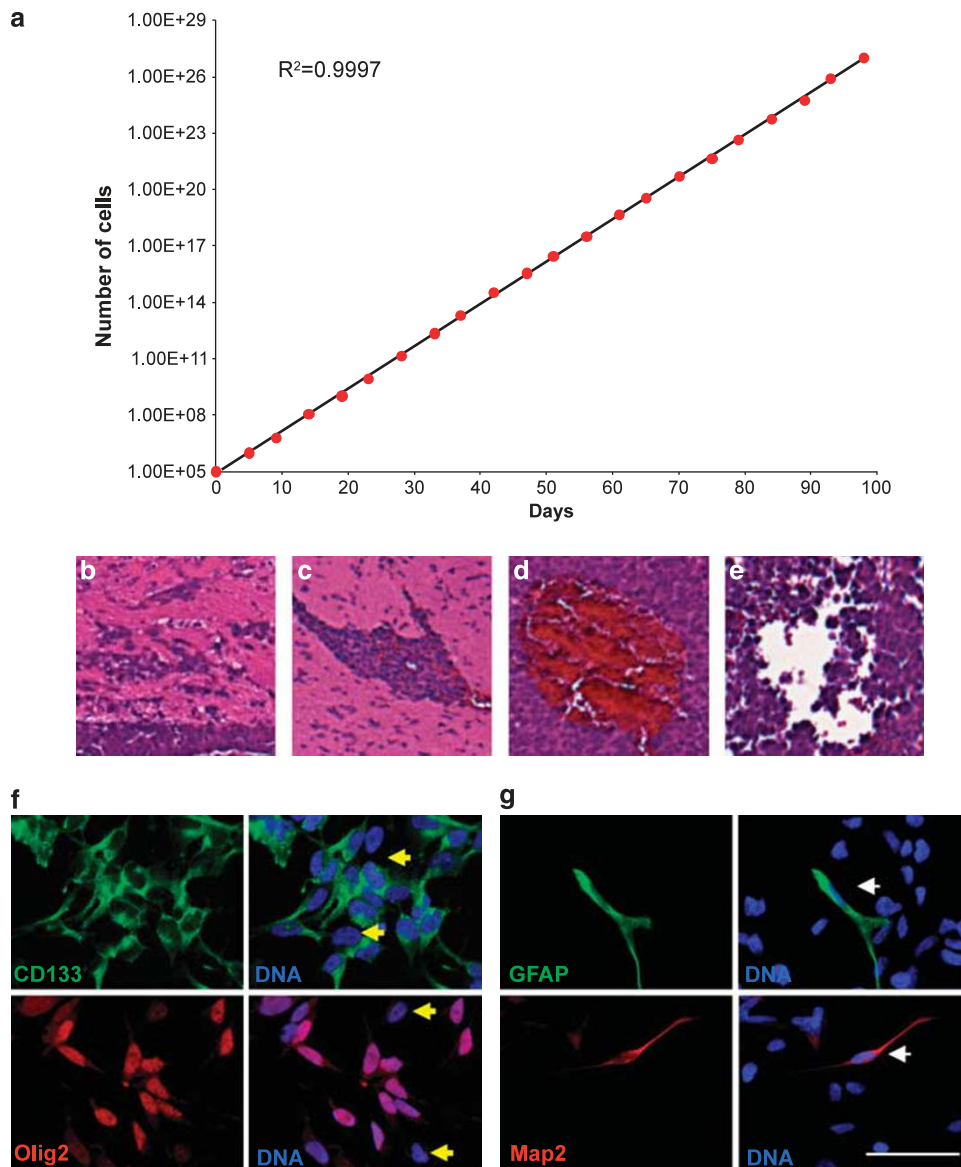 a
1.00E+29
1.00E+26
1.00E+23
1.00E+20
1.00E+17
1.00E+14
1.00E+11
1.00E+08
1.00E+05
R²=0.9997
Number of cells
0 10 20 30 40 50 60 70 80 90 100
Days
b c d e
f
CD133 DNA
Olig2 DNA
g
GFAP DNA
Map2 DNA